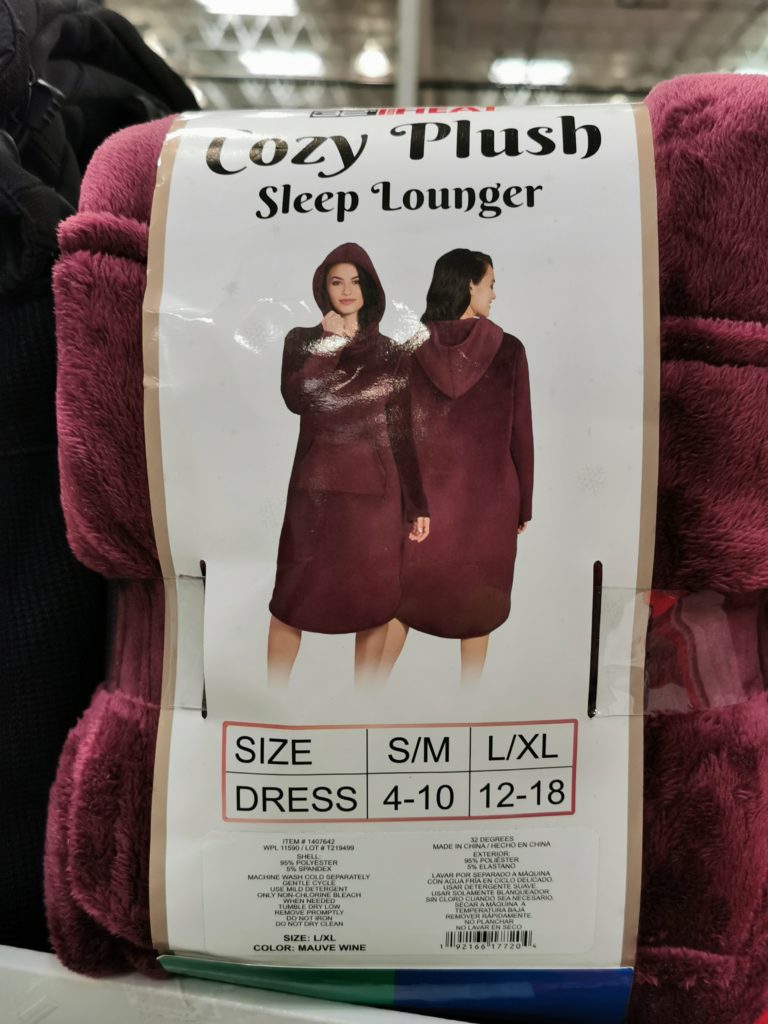 HEAT
Cozy Plush
Sleep Lounger
SIZE S/M L/XL
DRESS 4-10 12-18
ITEM # 1407642
WPL 11590 / LOT # T219499
SHELL:
95% POLYESTER
5% SPANDEX
MACHINE WASH COLD SEPARATELY
GENTLE CYCLE
USE MILD DETERGENT
ONLY NON-CHLORINE BLEACH
WHEN NEEDED
TUMBLE DRY LOW
REMOVE PROMPTLY
DO NOT IRON
DO NOT DRY CLEAN
SIZE: L/XL
COLOR: MAUVE WINE
32 DEGREES
MADE IN CHINA / HECHO EN CHINA
EXTERIOR:
95% POLIÉSTER
5% ELASTANO
LAVAR POR SEPARADO A MÁQUINA
CON AGUA FRÍA EN CICLO DELICADO.
USAR DETERGENTE SUAVE.
USAR SOLAMENTE BLANQUEADOR
SIN CLORO CUANDO SEA NECESARIO.
SECAR A MÁQUINA A
TEMPERATURA BAJA
REMOVER RÁPIDAMENTE.
NO PLANCHAR
NO LAVAR EN SECO
1 92166 17720 4